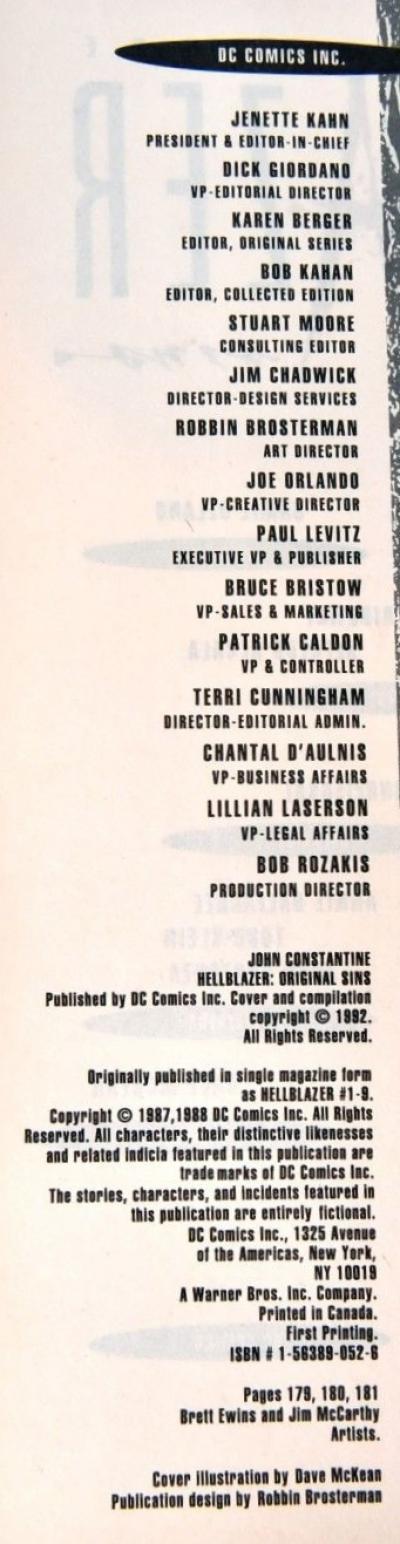 DC COMICS INC.
JENETTE KAHN
PRESIDENT & EDITOR-IN-CHIEF
DICK GIORDANO
VP-EDITORIAL DIRECTOR
KAREN BERGER
EDITOR, ORIGINAL SERIES
BOB KAHAN
EDITOR, COLLECTED EDITION
STUART MOORE
CONSULTING EDITOR
JIM CHADWICK
DIRECTOR-DESIGN SERVICES
ROBBIN BROSTERMAN
ART DIRECTOR
JOE ORLANDO
VP-CREATIVE DIRECTOR
PAUL LEVITZ
EXECUTIVE VP & PUBLISHER
BRUCE BRISTOW
VP-SALES & MARKETING
PATRICK CALDON
VP & CONTROLLER
TERRI CUNNINGHAM
DIRECTOR-EDITORIAL ADMIN.
CHANTAL D'AULNIS
VP-BUSINESS AFFAIRS
LILLIAN LASERSON
VP-LEGAL AFFAIRS
BOB ROZAKIS
PRODUCTION DIRECTOR
JOHN CONSTANTINE
HELLBLAZER: ORIGINAL SINS
Published by DC Comics Inc. Cover and compilation
copyright © 1992.
All Rights Reserved.
Originally published in single magazine form
as HELLBLAZER #1-9.
Copyright © 1987,1988 DC Comics Inc. All Rights
Reserved. All characters, their distinctive likenesses
and related indicia featured in this publication are
trademarks of DC Comics Inc.
The stories, characters, and incidents featured in
this publication are entirely fictional.
DC Comics Inc., 1325 Avenue
of the Americas, New York,
NY 10019
A Warner Bros. Inc. Company.
Printed in Canada.
First Printing.
ISBN # 1-56389-052-6
Pages 179, 180, 181
Brett Ewins and Jim McCarthy
Artists.
Cover illustration by Dave McKean
Publication design by Robbin Brosterman